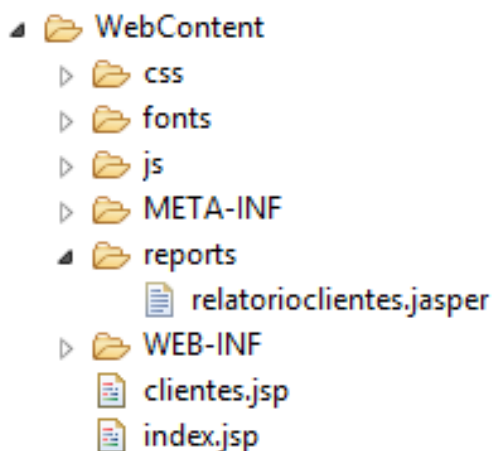 WebContent
css
fonts
js
META-INF
reports
relatorioclientes.jasper
WEB-INF
clientes.jsp
index.jsp